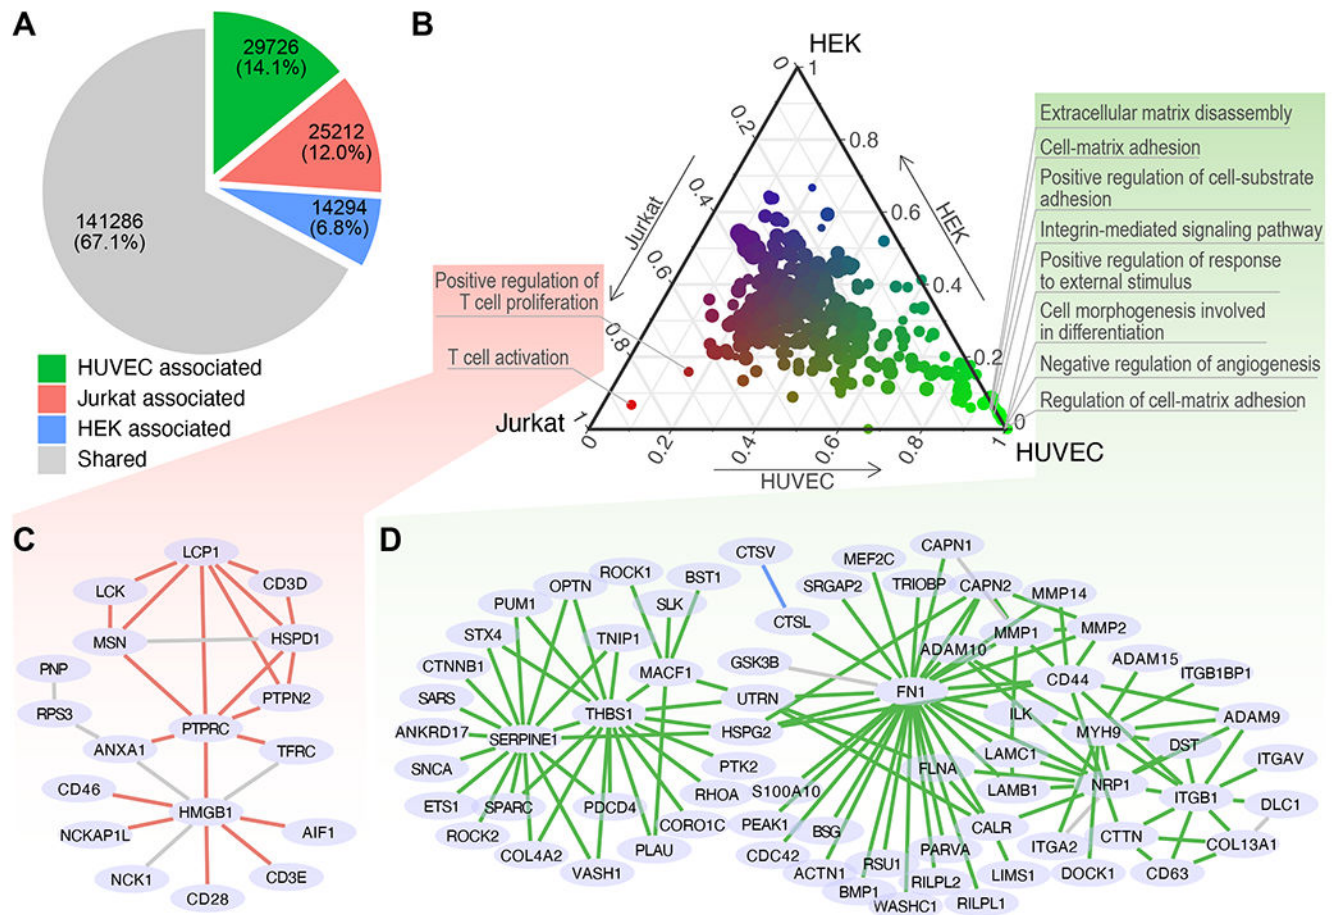 A
29726
(14.1%)
25212
(12.0%)
14294
(6.8%)
141286
(67.1%)
HUVEC associated
Jurkat associated
HEK associated
Shared
B
HEK
0
1
0.2
0.8
0.4
0.6
Jurkat
HEK
0.6
0.4
0.8
0.2
Jurkat
1
0
0
0.2
0.4
0.6
0.8
1
HUVEC
HUVEC
Positive regulation of
T cell proliferation
T cell activation
Extracellular matrix disassembly
Cell-matrix adhesion
Positive regulation of cell-substrate
adhesion
Integrin-mediated signaling pathway
Positive regulation of response
to external stimulus
Cell morphogenesis involved
in differentiation
Negative regulation of angiogenesis
Regulation of cell-matrix adhesion
C
LCP1
LCK
CD3D
MSN
HSPD1
PNP
PTPN2
RPS3
PTPRC
ANXA1
TFRC
CD46
HMGB1
NCKAP1L
AIF1
NCK1
CD3E
CD28
D
CTSV
CAPN1
MEF2C
ROCK1
BST1
OPTN
SRGAP2
TRIOBP
CAPN2
MMP14
PUM1
SLK
CTSL
MMP1
MMP2
STX4
TNIP1
ADAM10
ADAM15
CTNNB1
GSK3B
MACF1
ITGB1BP1
CD44
SARS
UTRN
FN1
THBS1
ILK
ADAM9
ANKRD17
SERPINE1
HSPG2
MYH9
DST
LAMC1
ITGAV
SNCA
PTK2
FLNA
NRP1
RHOA
S100A10
LAMB1
ITGB1
DLC1
ETS1
SPARC
PDCD4
ROCK2
CORO1C
PEAK1
BSG
CALR
CTTN
COL13A1
COL4A2
PLAU
CDC42
PARVA
ITGA2
VASH1
ACTN1
RSU1
LIMS1
DOCK1
CD63
BMP1
RILPL2
WASHC1
RILPL1